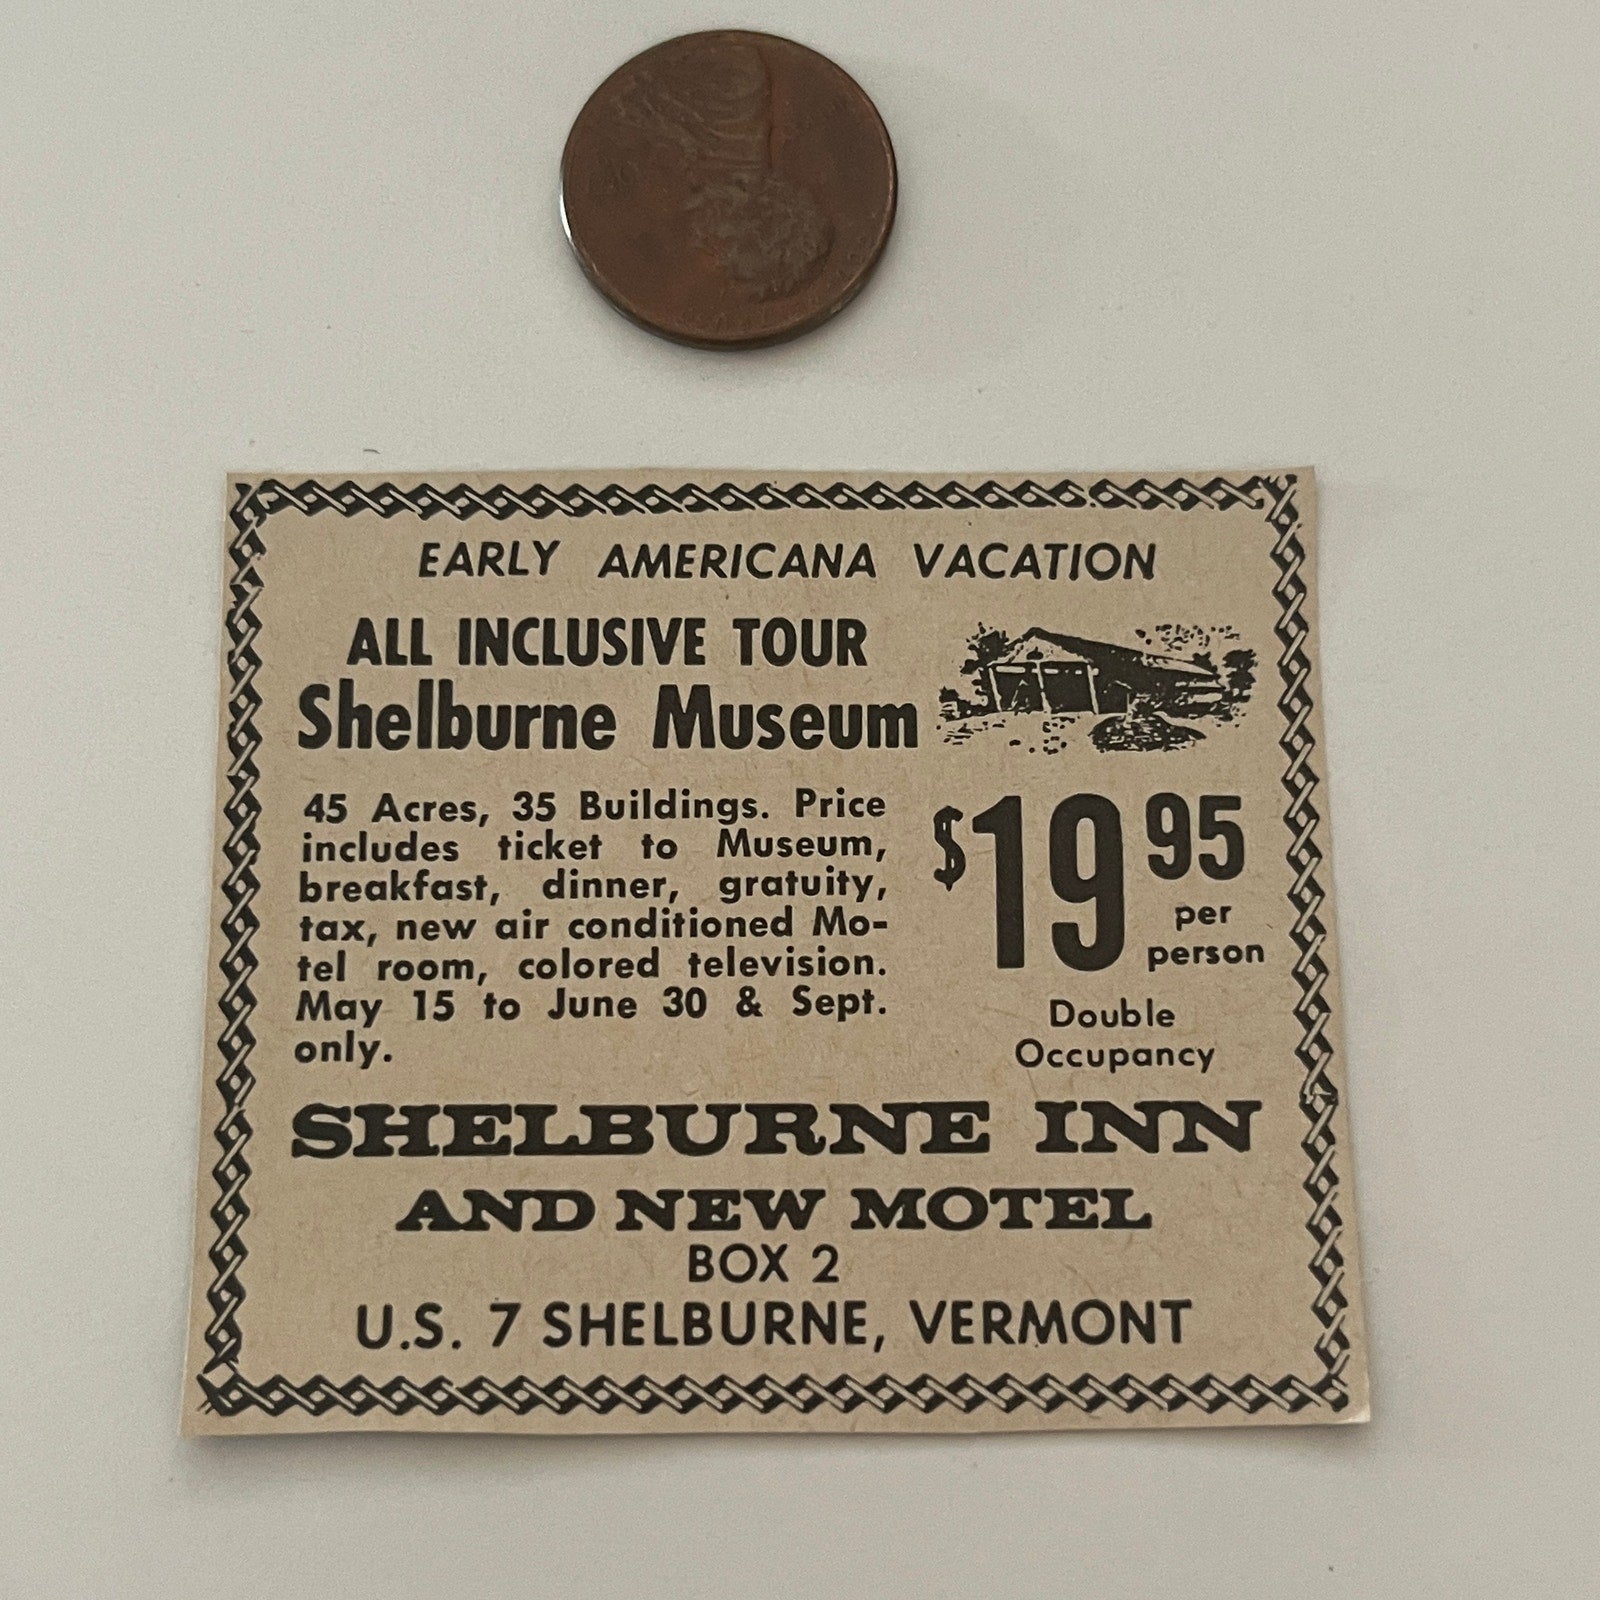 EARLY AMERICANA VACATION
ALL INCLUSIVE TOUR
Shelburne Museum
45 Acres, 35 Buildings. Price
includes ticket to Museum,
breakfast, dinner, gratuity,
tax, new air conditioned Mo-
tel room, colored television.
May 15 to June 30 & Sept.
only.
$19 95
per
person
Double
Occupancy
SHELBURNE INN
AND NEW MOTEL
BOX 2
U.S. 7 SHELBURNE, VERMONT